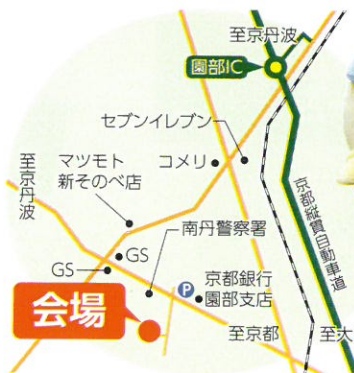 至京丹波
園部IC
セブンイレブン
至京丹波
マツモト
新そのべ店
コメリ
京都縦貫自動車道
南丹警察署
GS
GS
京都銀行
園部支店
P
会場
至京都
至大